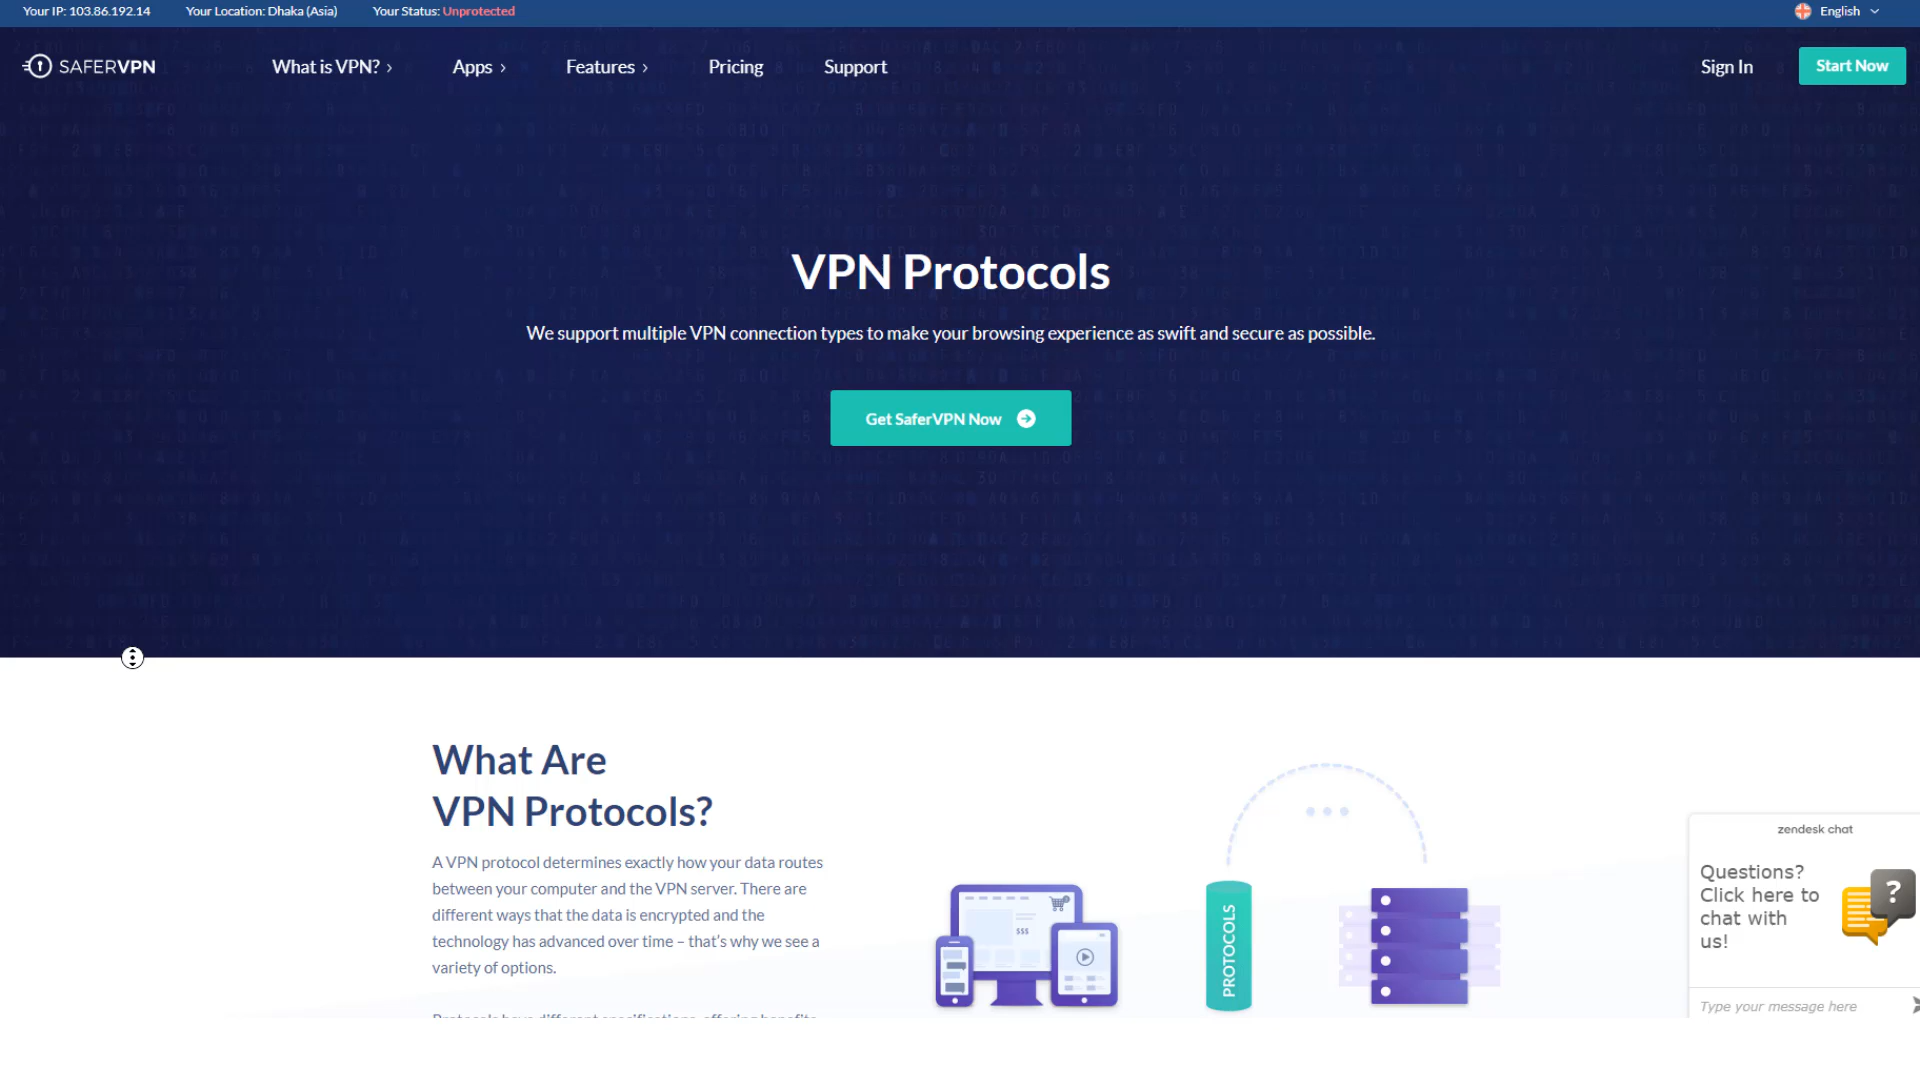 Your IP: 103.86.192.14 Your Location: Dhaka (Asia) Your Status: Unprotected English
SAFERVPN What is VPN? Apps Features Pricing Support Sign In Start Now
VPN Protocols
We support multiple VPN connection types to make your browsing experience as swift and secure as possible.
Get SaferVPN Now
What Are
VPN Protocols?
A VPN protocol determines exactly how your data routes
between your computer and the VPN server. There are
different ways that the data is encrypted and the
technology has advanced over time – that's why we see a
variety of options.
$$$
PROTOCOLS
zendesk chat
Questions?
Click here to
chat with
us!
?
Type your message here